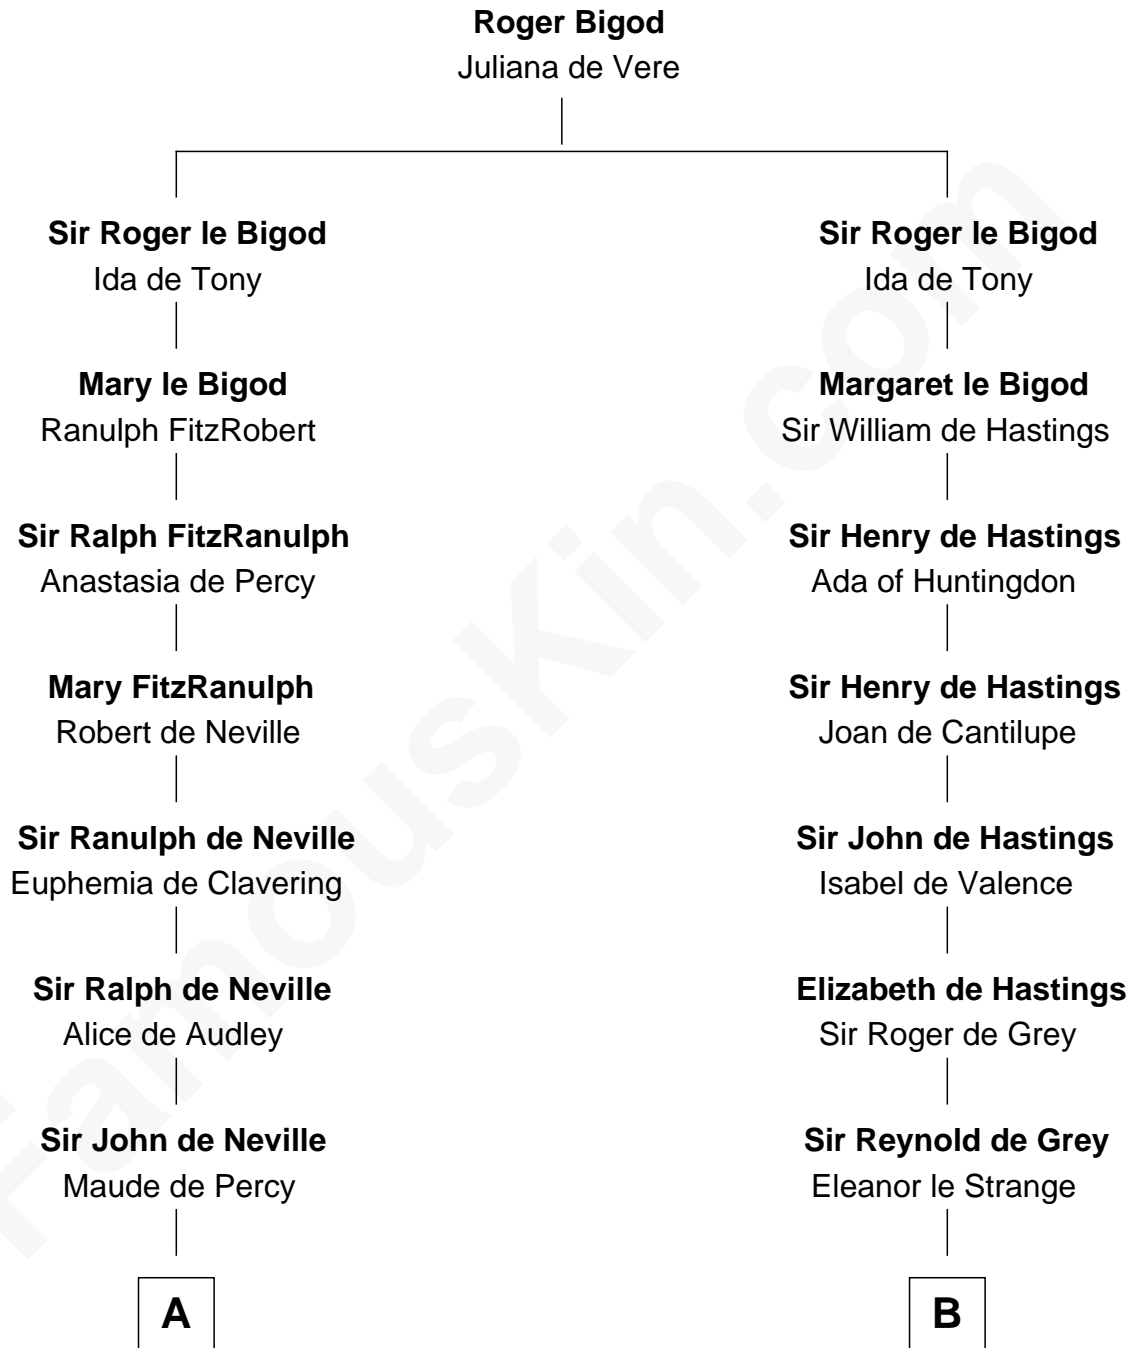 Roger Bigod
Juliana de Vere
Sir Roger le Bigod
Ida de Tony
Mary le Bigod
Ranulph FitzRobert
Sir Ralph FitzRanulph
Anastasia de Percy
Mary FitzRanulph
Robert de Neville
Sir Ranulph de Neville
Euphemia de Clavering
Sir Ralph de Neville
Alice de Audley
Sir John de Neville
Maude de Percy
A
Sir Roger le Bigod
Ida de Tony
Margaret le Bigod
Sir William de Hastings
Sir Henry de Hastings
Ada of Huntingdon
Sir Henry de Hastings
Joan de Cantilupe
Sir John de Hastings
Isabel de Valence
Elizabeth de Hastings
Sir Roger de Grey
Sir Reynold de Grey
Eleanor le Strange
B
FamousKin.com